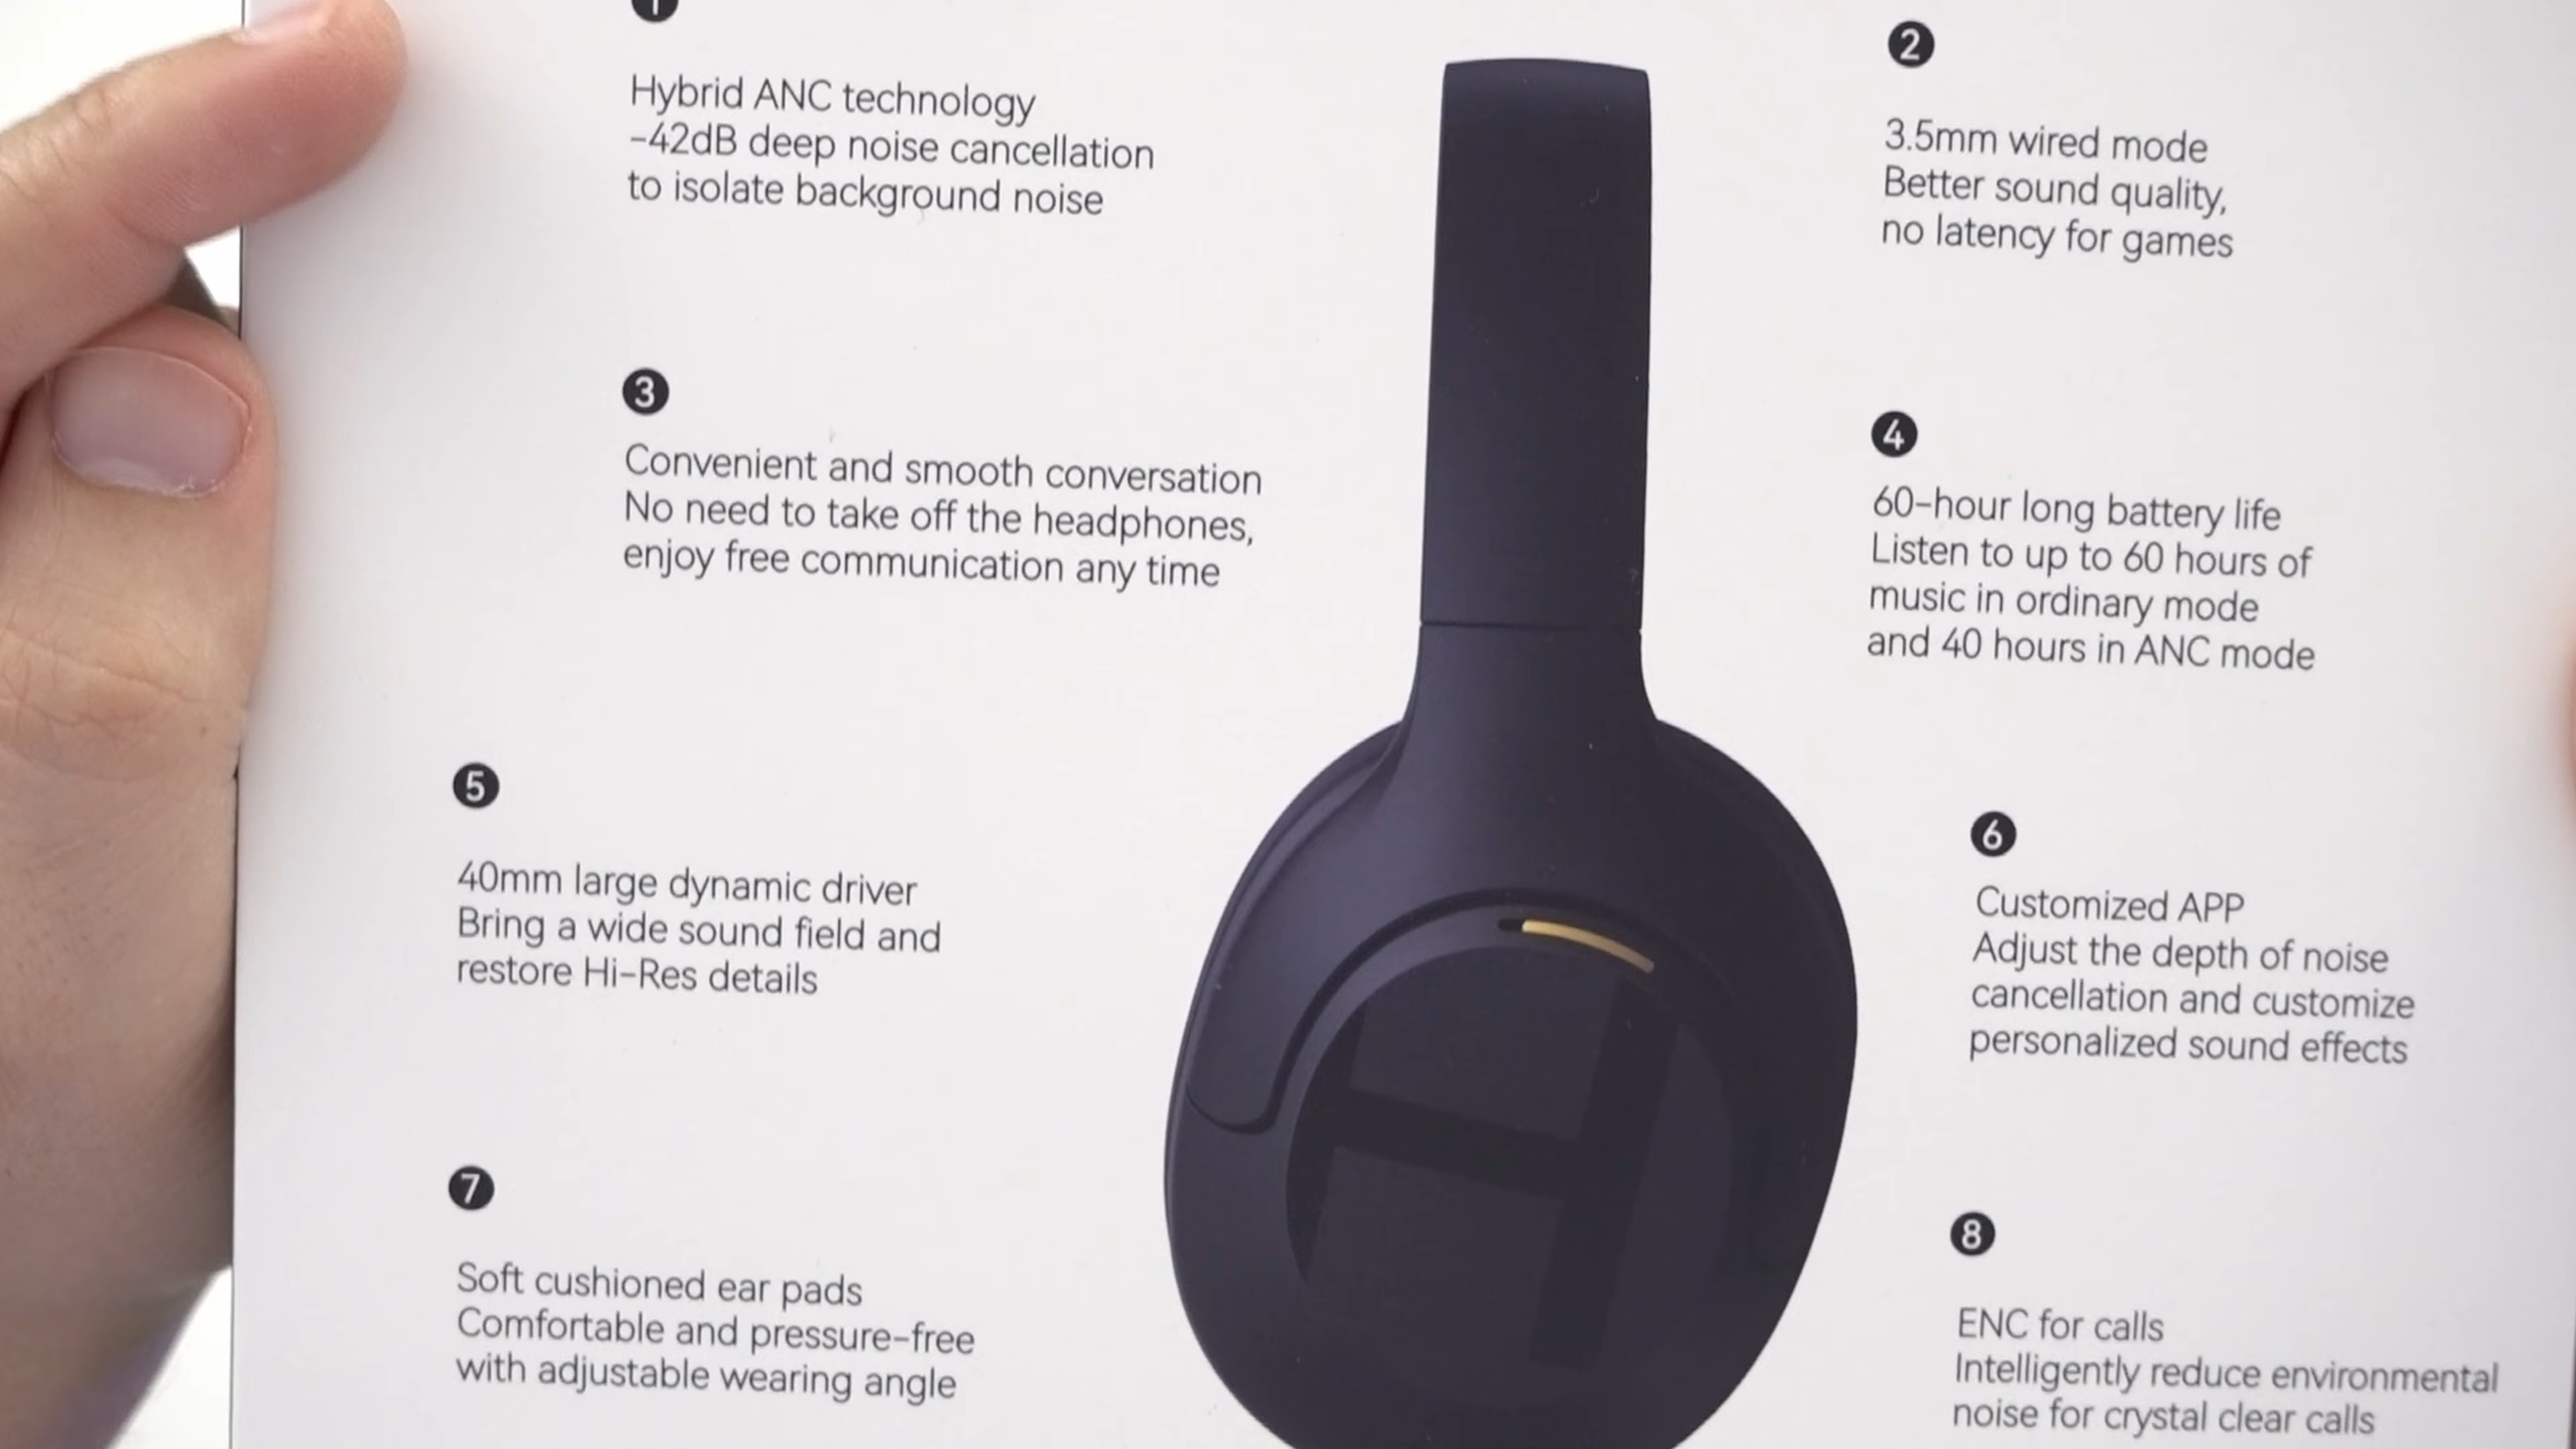 1
Hybrid ANC technology
-42dB deep noise cancellation
to isolate background noise
2
3.5mm wired mode
Better sound quality,
no latency for games
3
Convenient and smooth conversation
No need to take off the headphones,
enjoy free communication any time
4
60-hour long battery life
Listen to up to 60 hours of
music in ordinary mode
and 40 hours in ANC mode
5
40mm large dynamic driver
Bring a wide sound field and
restore Hi-Res details
6
Customized APP
Adjust the depth of noise
cancellation and customize
personalized sound effects
7
Soft cushioned ear pads
Comfortable and pressure-free
with adjustable wearing angle
8
ENC for calls
Intelligently reduce environmental
noise for crystal clear calls